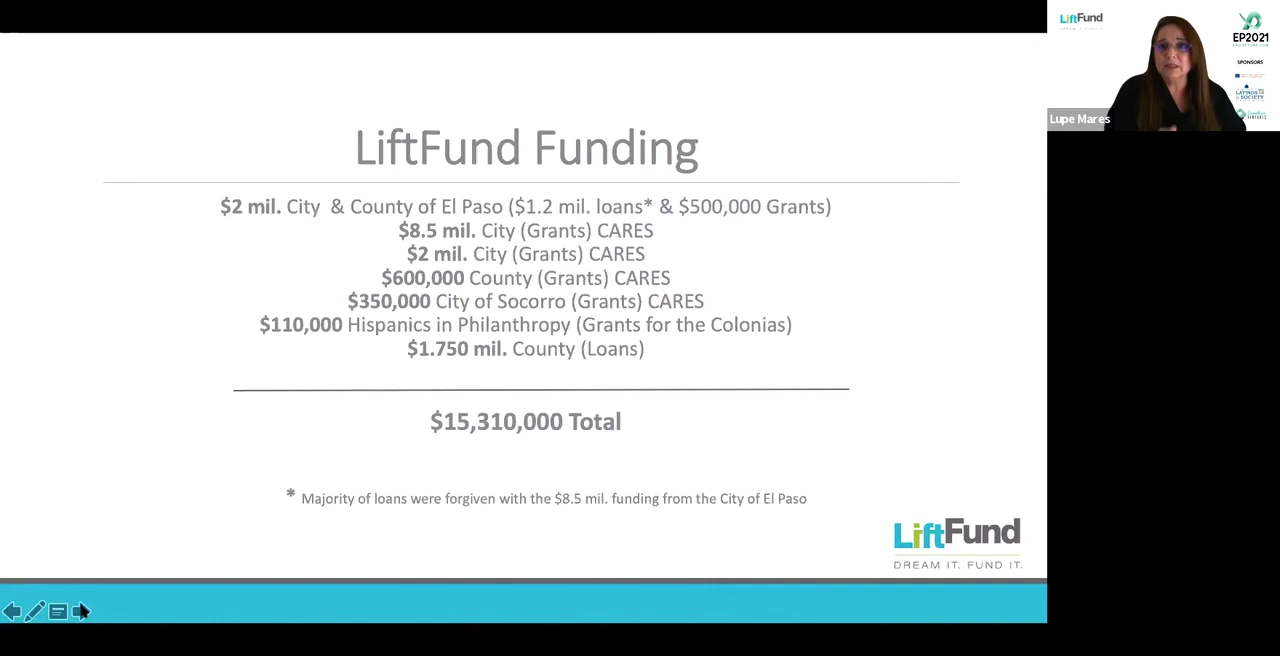 LiftFund Funding
$2 mil. City & County of El Paso ($1.2 mil. loans* & $500,000 Grants)
$8.5 mil. City (Grants) CARES
$2 mil. City (Grants) CARES
$600,000 County (Grants) CARES
$350,000 City of Socorro (Grants) CARES
$110,000 Hispanics in Philanthropy (Grants for the Colonias)
$1.750 mil. County (Loans)
$15,310,000 Total
* Majority of loans were forgiven with the $8.5 mil. funding from the City of El Paso
LiftFund
DREAM IT. FUND IT.
LiftFund
EP2021
SPONSORS
LATINOS
SOCIETY
VENTURES
Lupe Mares